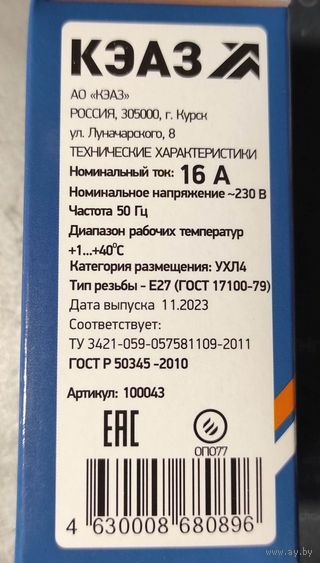 КЭАЗ
АО «КЭАЗ»
РОССИЯ, 305000, г. Курск
ул. Луначарского, 8
ТЕХНИЧЕСКИЕ ХАРАКТЕРИСТИКИ
Номинальный ток: 16 А
Номинальное напряжение ~230 В
Частота 50 Гц
Диапазон рабочих температур
+1...+40°С
Категория размещения: УХЛ4
Тип резьбы - Е27 (ГОСТ 17100-79)
Дата выпуска 11.2023
Соответствует:
ТУ 3421-059-057581109-2011
ГОСТ Р 50345 -2010
Артикул: 100043
ЕАС
ОП077
4 630008 680896
www.ay.by